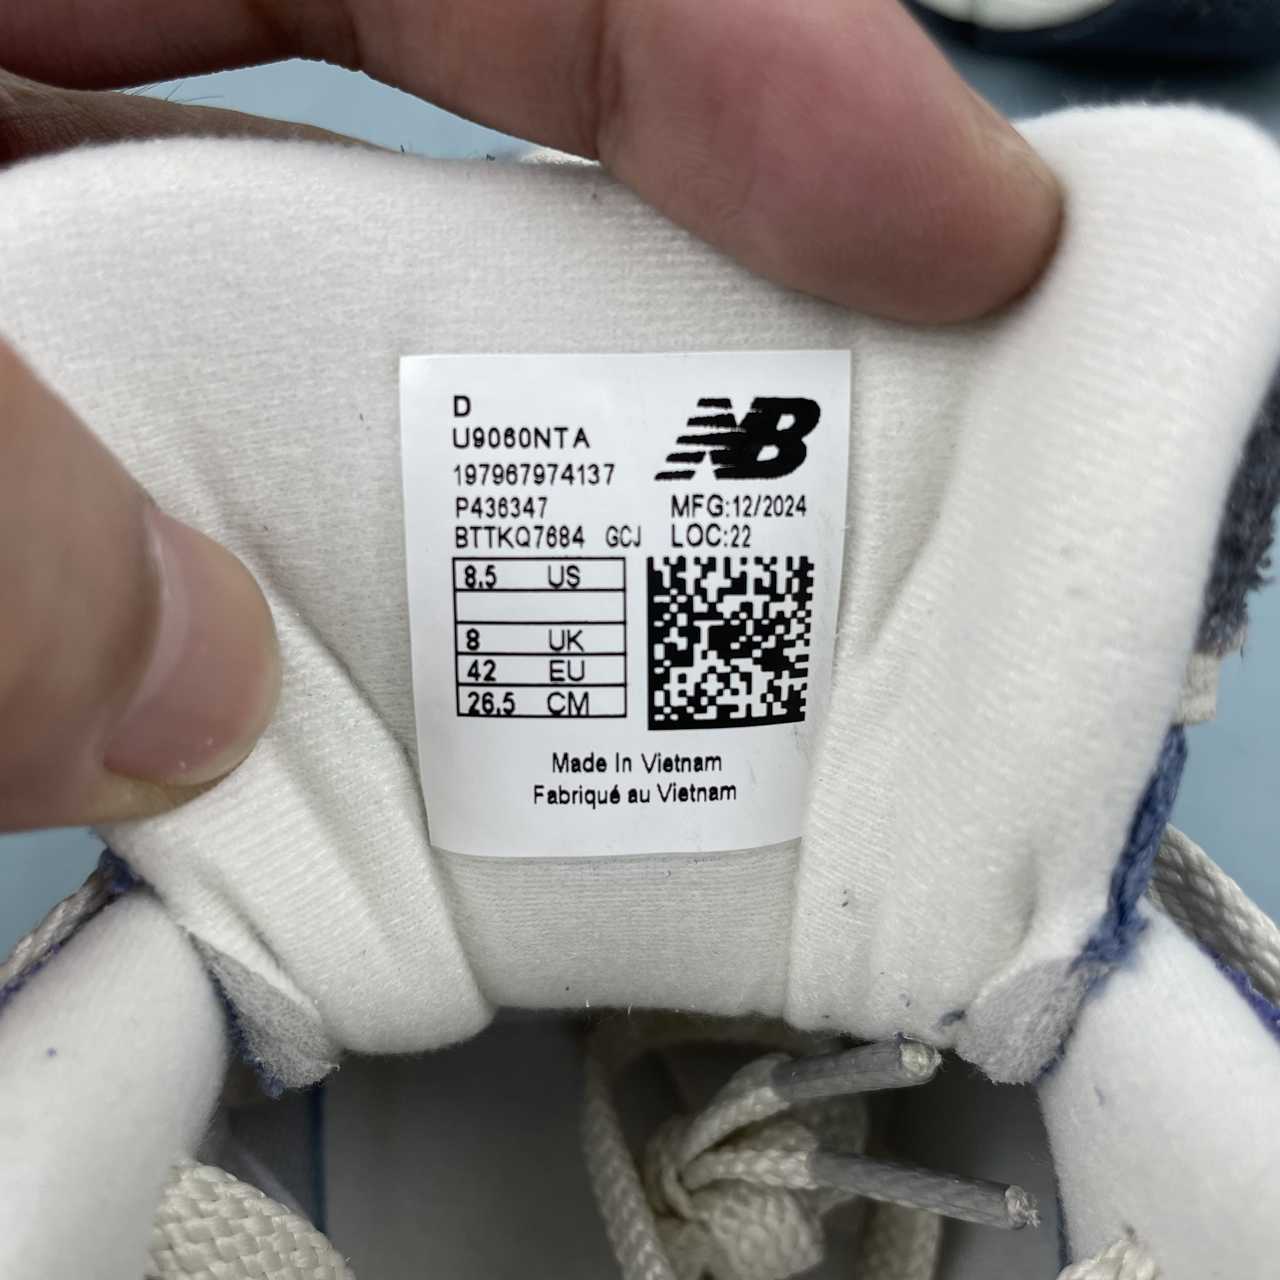 D
U9060NTA
197967974137
P436347
BTTKQ7684 GCJ
NB
MFG:12/2024
LOC:22
8.5 US
8 UK
42 EU
26.5 CM
Made In Vietnam
Fabriqué au Vietnam